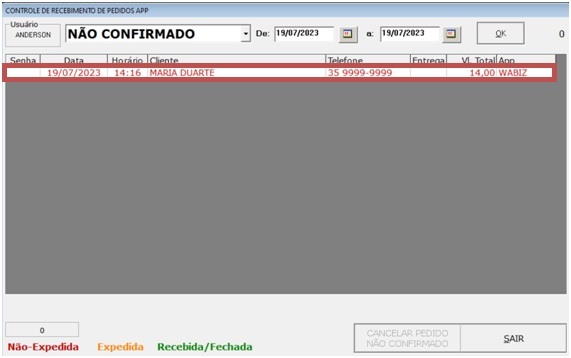 CONTROLE DE RECEBIMENTO DE PEDIDOS APP
Usuário
ANDERSON
NÃO CONFIRMADO
De: 19/07/2023 a: 19/07/2023
OK
0
Senha Data Horário Cliente Telefone Entrega Vl. Total App
19/07/2023 14:16 MARIA DUARTE 35 9999-9999 14,00 WABIZ
0
CANCELAR PEDIDO
NÃO CONFIRMADO
SAIR
Não-Expedida Expedida Recebida/Fechada